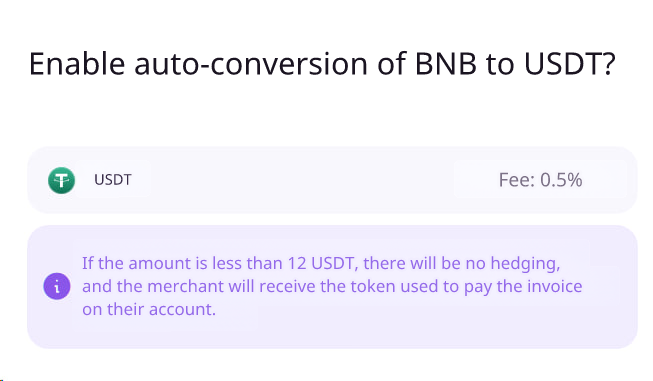 Enable auto-conversion of BNB to USDT?
USDT
Fee: 0.5%
If the amount is less than 12 USDT, there will be no hedging,
and the merchant will receive the token used to pay the invoice
on their account.